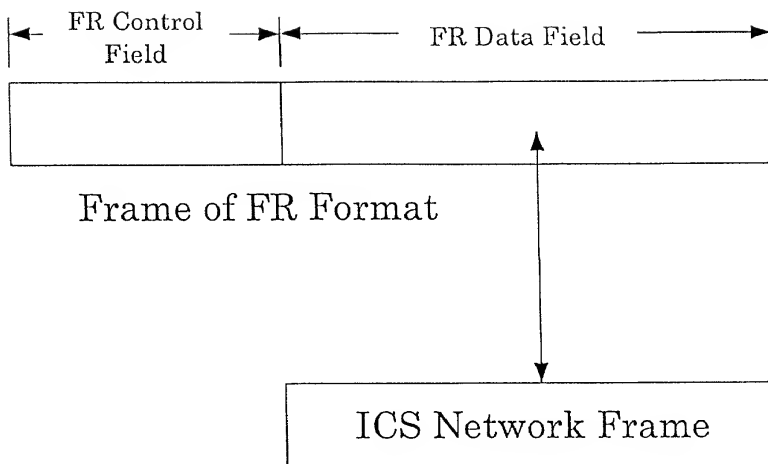 FR Control
Field
FR Data Field
Frame of FR Format
ICS Network Frame